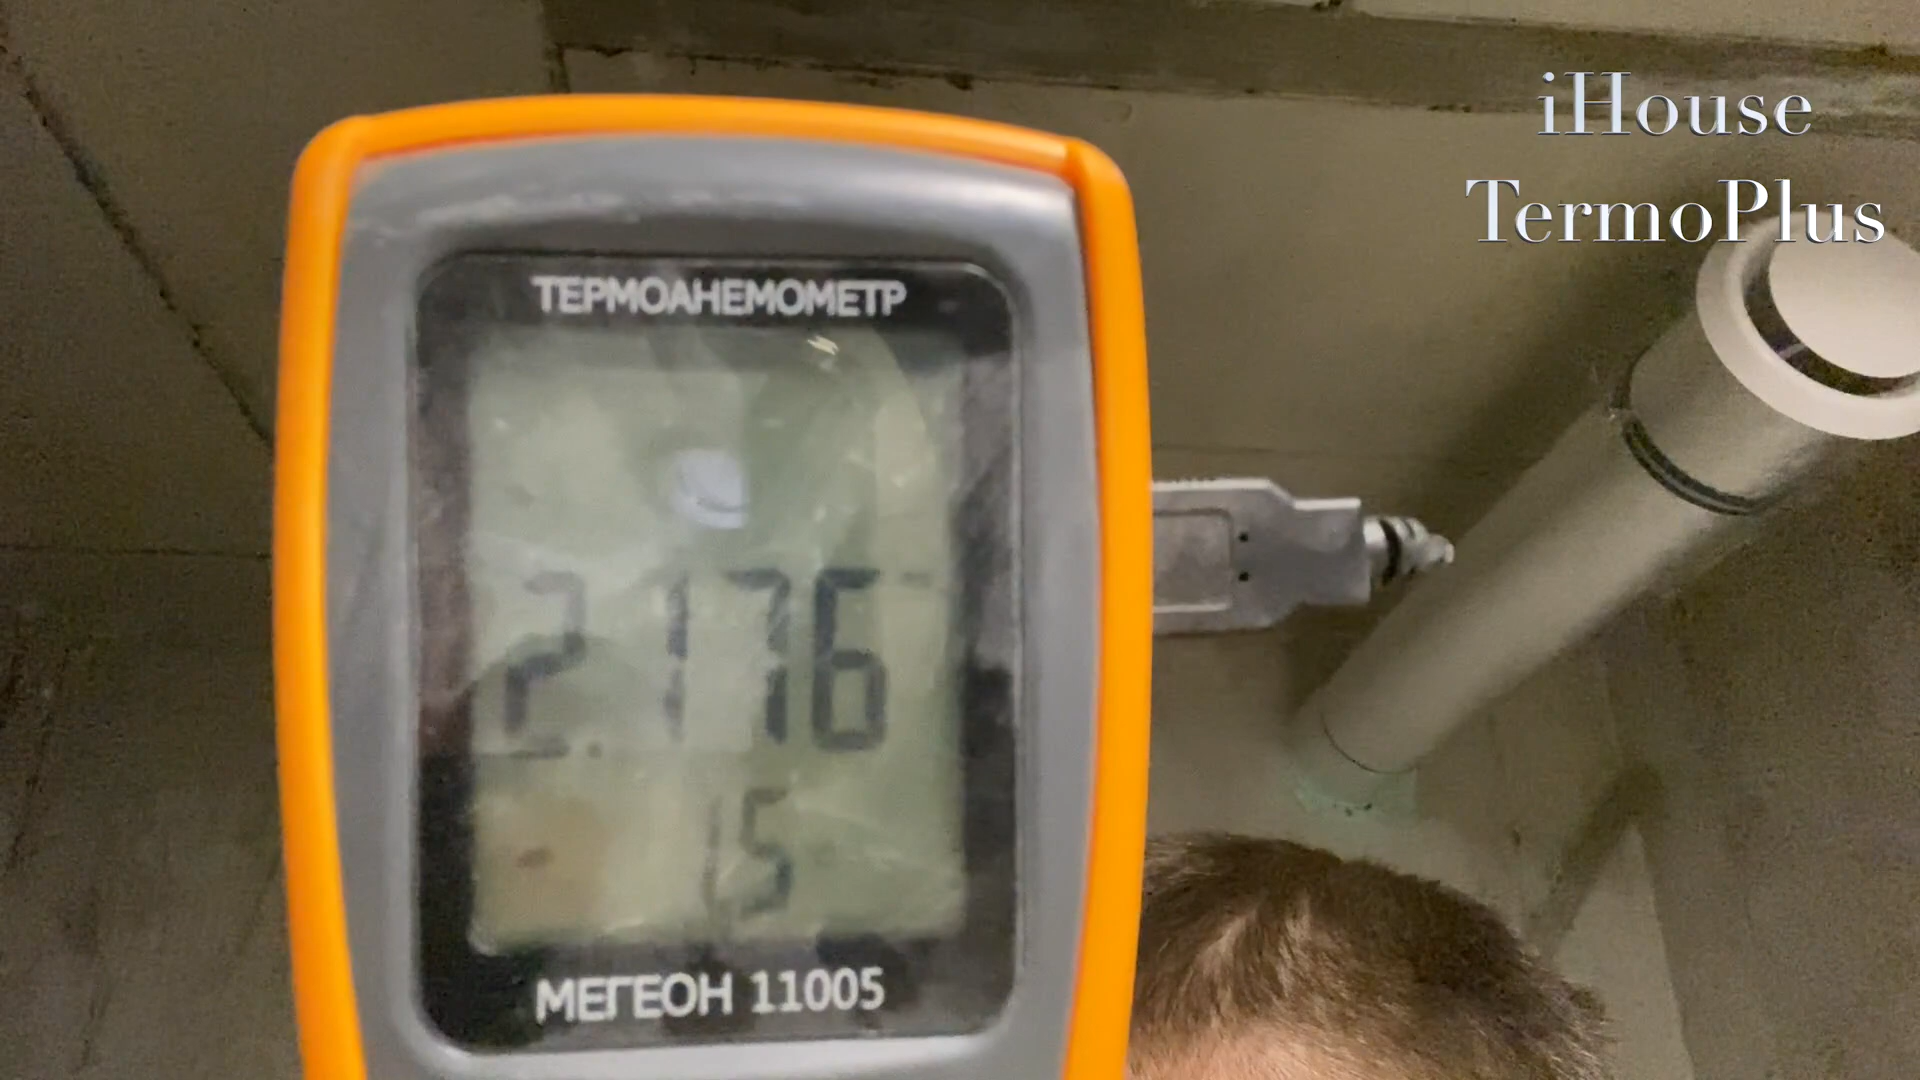 iHouse
TermoPlus
ТЕРМОАНЕМОМЕТР
2.176
15
МЕГЕОН 11005